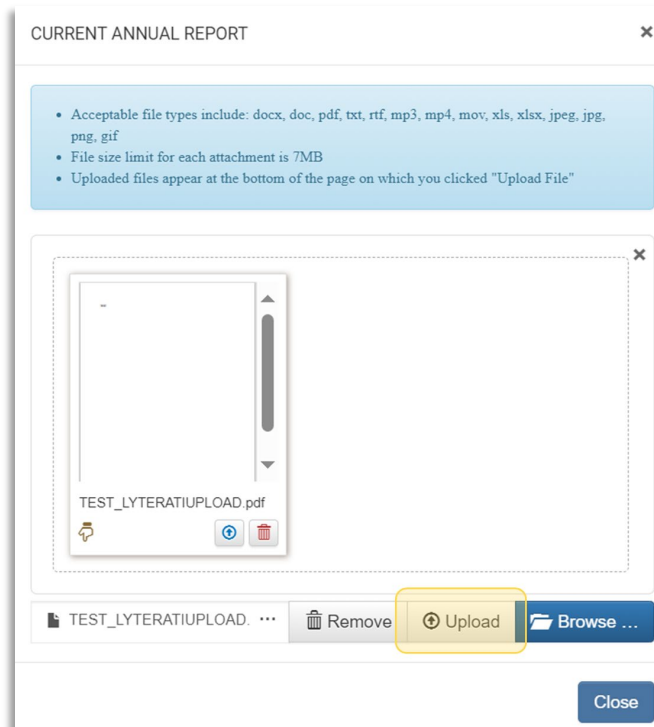 CURRENT ANNUAL REPORT
Acceptable file types include: docx, doc, pdf, txt, rtf, mp3, mp4, mov, xls, xlsx, jpeg, jpg,
png, gif
File size limit for each attachment is 7MB
Uploaded files appear at the bottom of the page on which you clicked "Upload File"
TEST_LYTERATIUPLOAD.pdf
TEST_LYTERATIUPLOAD. ··· Remove Upload Browse ...
Close